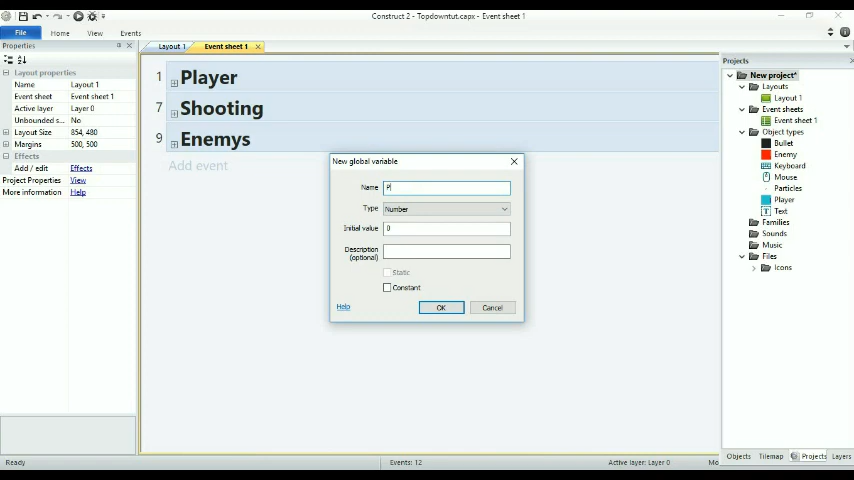 Construct 2 - Topdowntut.capx - Event sheet 1
File Home View Events
Properties
Layout 1 Event sheet 1
Projects
Layout properties
Name Layout 1
Event sheet Event sheet 1
Active layer Layer 0
Unbounded s... No
Layout Size 854, 480
Margins 500, 500
Effects
Add / edit Effects
Project Properties View
More information Help
1 Player
7 Shooting
9 Enemys
Add event
New global variable
Name P
Type Number
Initial value 0
Description
(optional)
Static
Constant
Help OK Cancel
New project*
Layouts
Layout 1
Event sheets
Event sheet 1
Object types
Bullet
Enemy
Keyboard
Mouse
Particles
Player
Text
Families
Sounds
Music
Files
Icons
Objects Tilemap Projects Layers
Ready Events: 12 Active layer: Layer 0 Mo